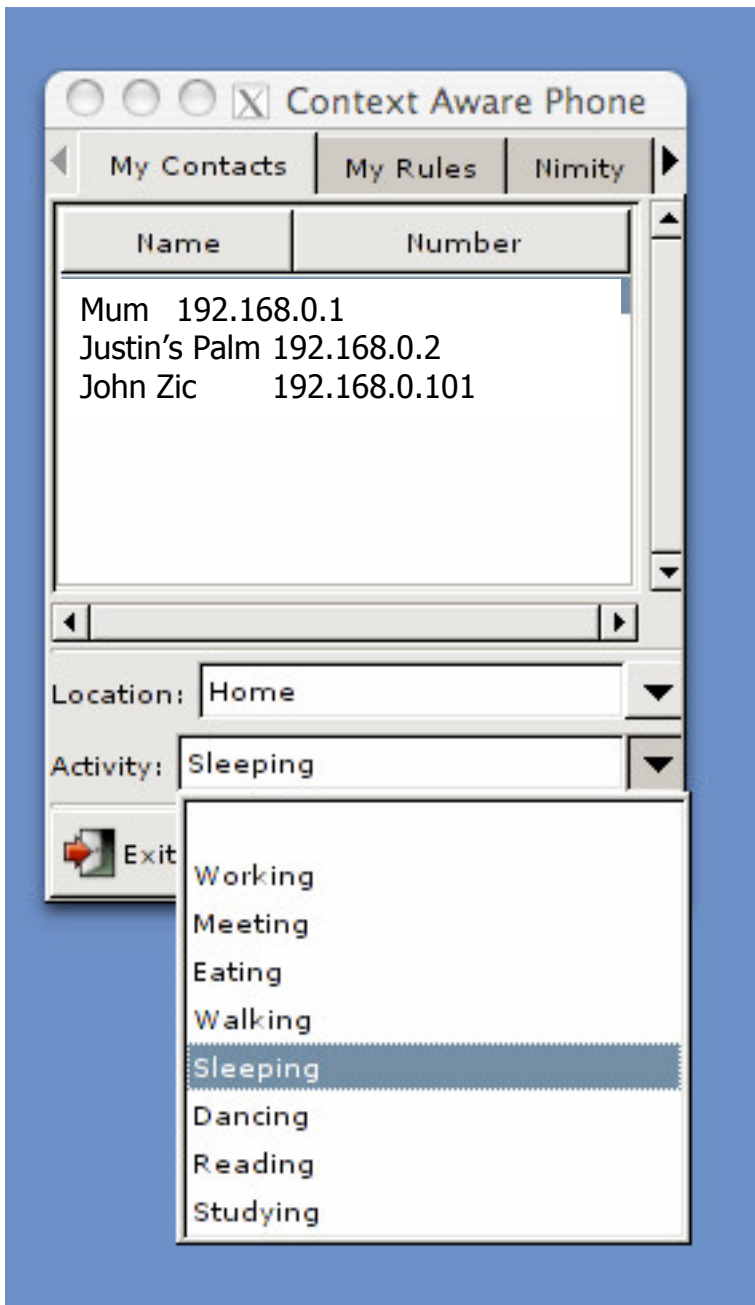 X Context Aware Phone
My Contacts My Rules Nimity
Name Number
Mum 192.168.0.1
Justin's Palm 192.168.0.2
John Zic 192.168.0.101
Location: Home
Activity: Sleeping
Exit
Working
Meeting
Eating
Walking
Sleeping
Dancing
Reading
Studying